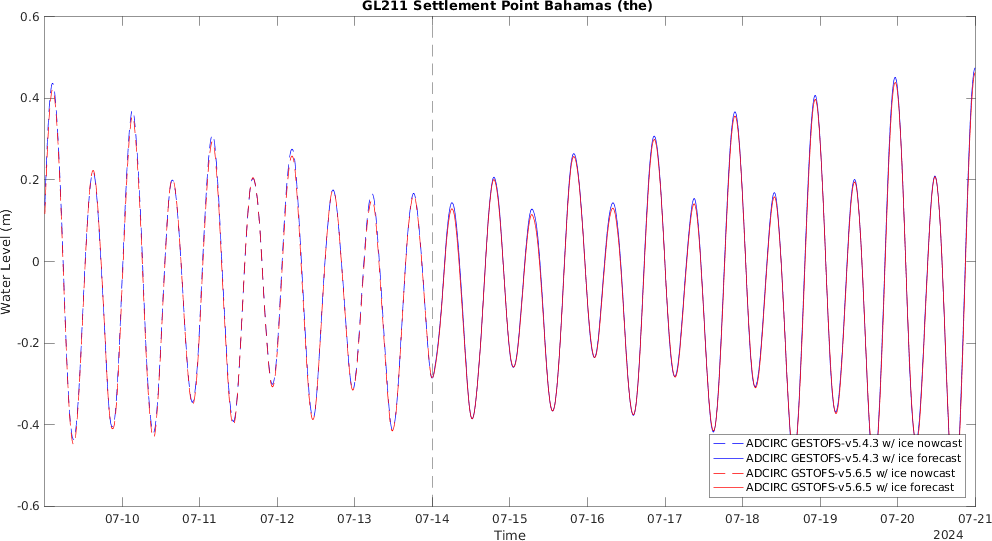 GL211 Settlement Point Bahamas (the)
0.6
0.4
0.2
0
-0.2
-0.4
-0.6
Water Level (m)
07-10
07-11
07-12
07-13
07-14
07-15
07-16
07-17
07-18
07-19
07-20
07-21
Time
2024
ADCIRC GESTOFS-v5.4.3 w/ ice nowcast
ADCIRC GESTOFS-v5.4.3 w/ ice forecast
ADCIRC GSTOFS-v5.6.5 w/ ice nowcast
ADCIRC GSTOFS-v5.6.5 w/ ice forecast